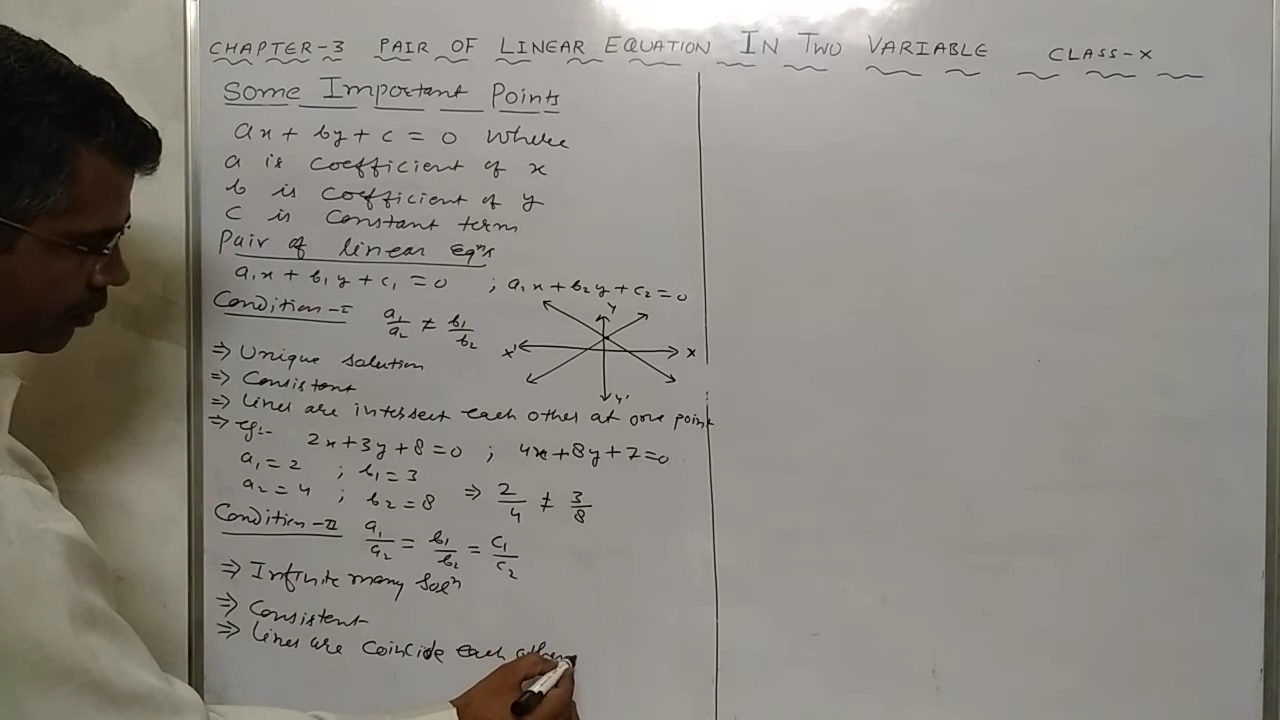 CHAPTER-3 PAIR OF LINEAR EQUATION IN TWO VARIABLE CLASS-X
Some Important Points
ax + by + c = 0 where
a is coefficient of x
b is coefficient of y
c is constant term
Pair of linear Eqⁿs
a₁x + b₁y + c₁ = 0 ; a₂x + b₂y + c₂ = 0
Condition-I a₁/a₂ ≠ b₁/b₂
Y
X' X
Y'
⇒ Unique solution
⇒ Consistent
⇒ Lines are intersect each other at one point
⇒ eg:- 2x+3y+8=0 ; 4x+8y+7=0
a₁=2 ; b₁=3
a₂=4 ; b₂=8 ⇒ 2/4 ≠ 3/8
Condition-II a₁/a₂ = b₁/b₂ = c₁/c₂
⇒ Infinite many Solⁿ
⇒ Consistent
⇒ Lines are coincide each other